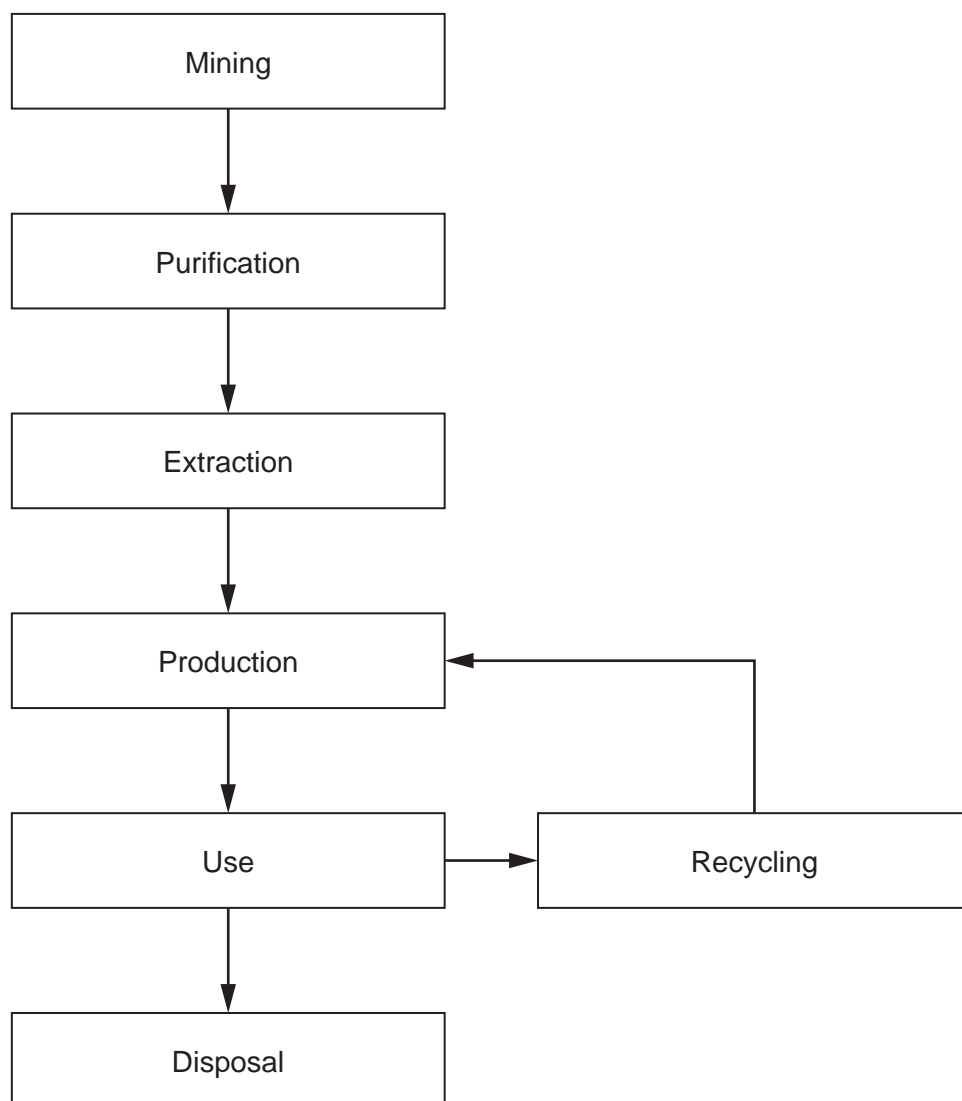 Mining
Purification
Extraction
Production
Use
Recycling
Disposal